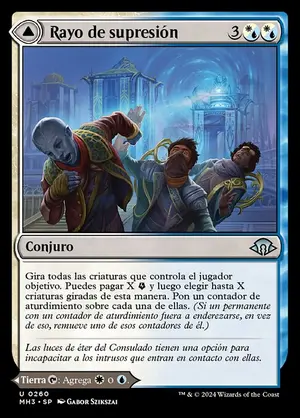 Rayo de supresión 3
Conjuro
Gira todas las criaturas que controla el jugador
objetivo. Puedes pagar X y luego elegir hasta X
criaturas giradas de esta manera. Pon un contador de
aturdimiento sobre cada una de ellas. (Si un permanente
con un contador de aturdimiento fuera a enderezarse, en
vez de eso, remueve uno de esos contadores de él.)
Las luces de éter del Consulado tienen una opción para
incapacitar a los intrusos que entran en contacto con ellas.
Tierra : Agrega o .
U 0260
MH3 • SP Gabor Szikszai
™ & © 2024 Wizards of the Coast